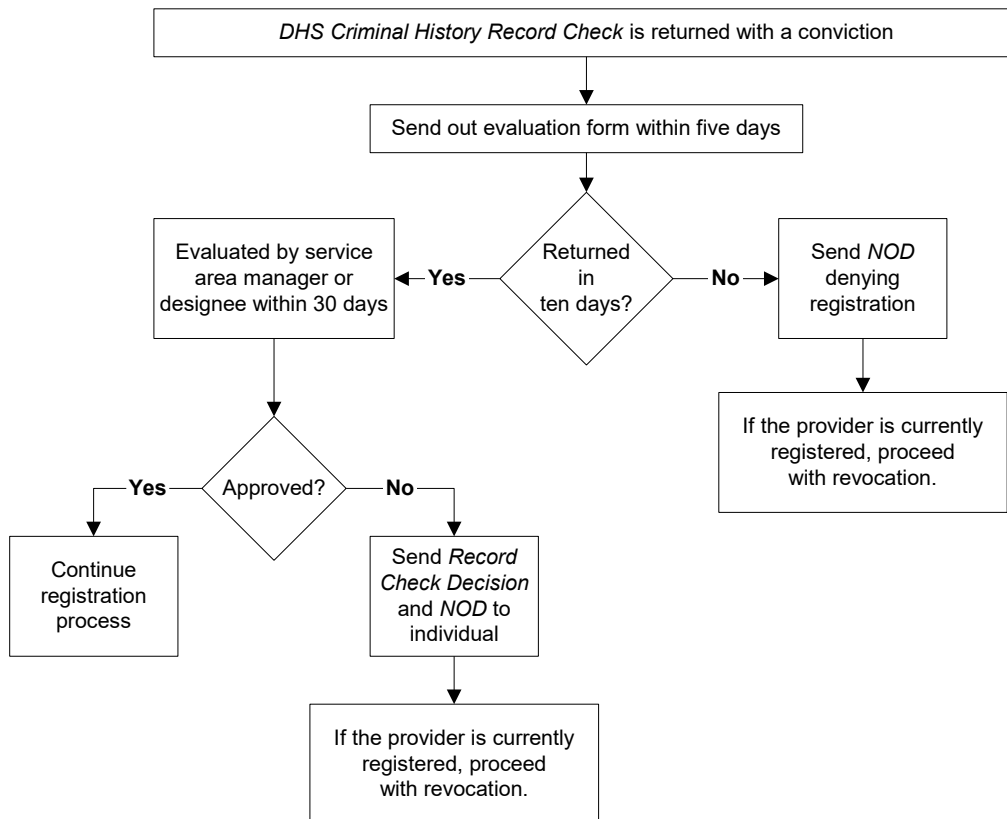 DHS Criminal History Record Check is returned with a conviction
Send out evaluation form within five days
Returned
in
ten days?
Yes
No
Evaluated by service
area manager or
designee within 30 days
Send NOD
denying
registration
If the provider is currently
registered, proceed
with revocation.
Approved?
Yes
No
Continue
registration
process
Send Record
Check Decision
and NOD to
individual
If the provider is currently
registered, proceed
with revocation.